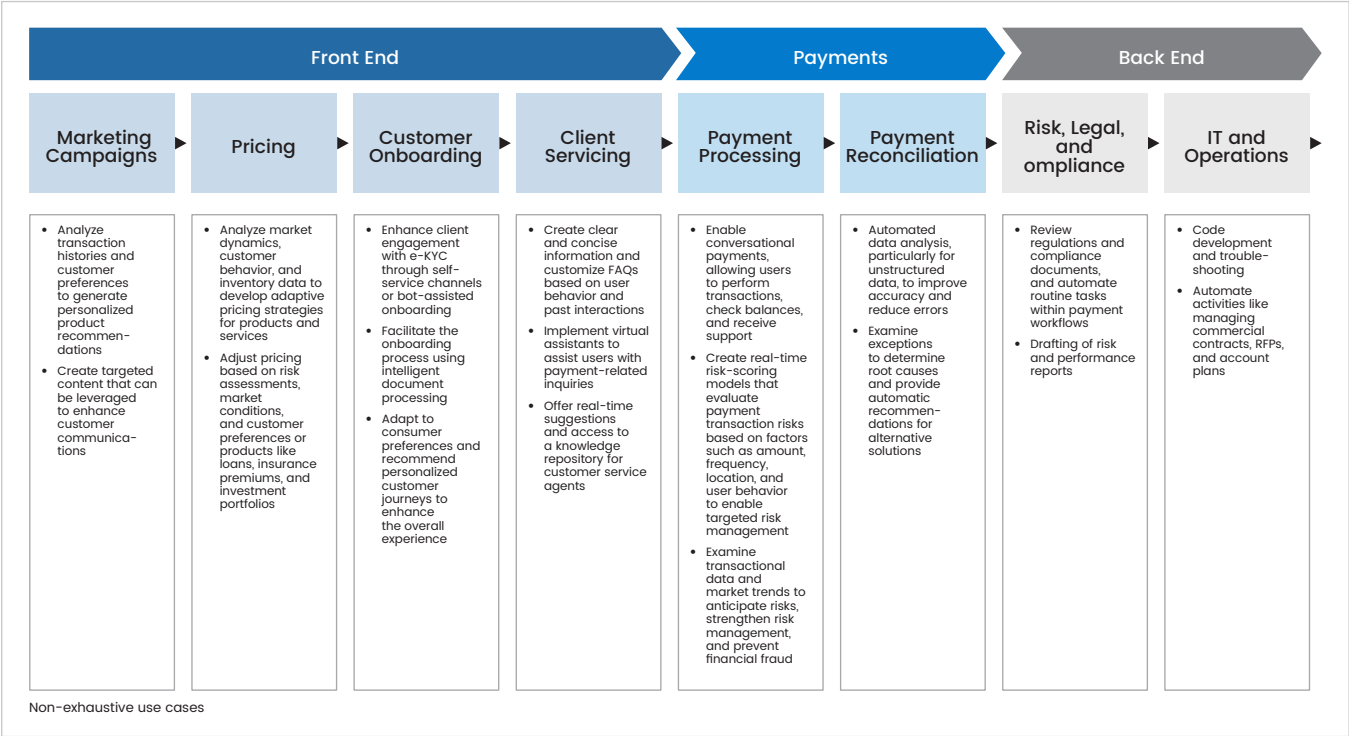 Front End
Payments
Back End
Marketing
Campaigns
Pricing
Customer
Onboarding
Client
Servicing
Payment
Processing
Payment
Reconciliation
Risk, Legal,
and
ompliance
IT and
Operations
• Analyze
transaction
histories and
customer
preferences
to generate
personalized
product
recommen-
dations
• Create targeted
content that can
be leveraged
to enhance
customer
communica-
tions
• Analyze market
dynamics,
customer
behavior, and
inventory data to
develop adaptive
pricing strategies
for products and
services
• Adjust pricing
based on risk
assessments,
market
conditions,
and customer
preferences or
products like
loans, insurance
premiums, and
investment
portfolios
• Enhance client
engagement
with e-KYC
through self-
service channels
or bot-assisted
onboarding
• Facilitate the
onboarding
process using
intelligent
document
processing
• Adapt to
consumer
preferences and
recommend
personalized
customer
journeys to
enhance
the overall
experience
• Create clear
and concise
information and
customize FAQs
based on user
behavior and
past interactions
• Implement virtual
assistants to
assist users with
payment-related
inquiries
• Offer real-time
suggestions
and access to
a knowledge
repository for
customer service
agents
• Enable
conversational
payments,
allowing users
to perform
transactions,
check balances,
and receive
support
• Create real-time
risk-scoring
models that
evaluate
payment
transaction risks
based on factors
such as amount,
frequency,
location, and
user behavior
to enable
targeted risk
management
• Examine
transactional
data and
market trends to
anticipate risks,
strengthen risk
management,
and prevent
financial fraud
• Automated
data analysis,
particularly for
unstructured
data, to improve
accuracy and
reduce errors
• Examine
exceptions
to determine
root causes
and provide
automatic
recommen-
dations for
alternative
solutions
• Review
regulations and
compliance
documents,
and automate
routine tasks
within payment
workflows
• Drafting of risk
and performance
reports
• Code
development
and trouble-
shooting
• Automate
activities like
managing
commercial
contracts, RFPs,
and account
plans
Non-exhaustive use cases